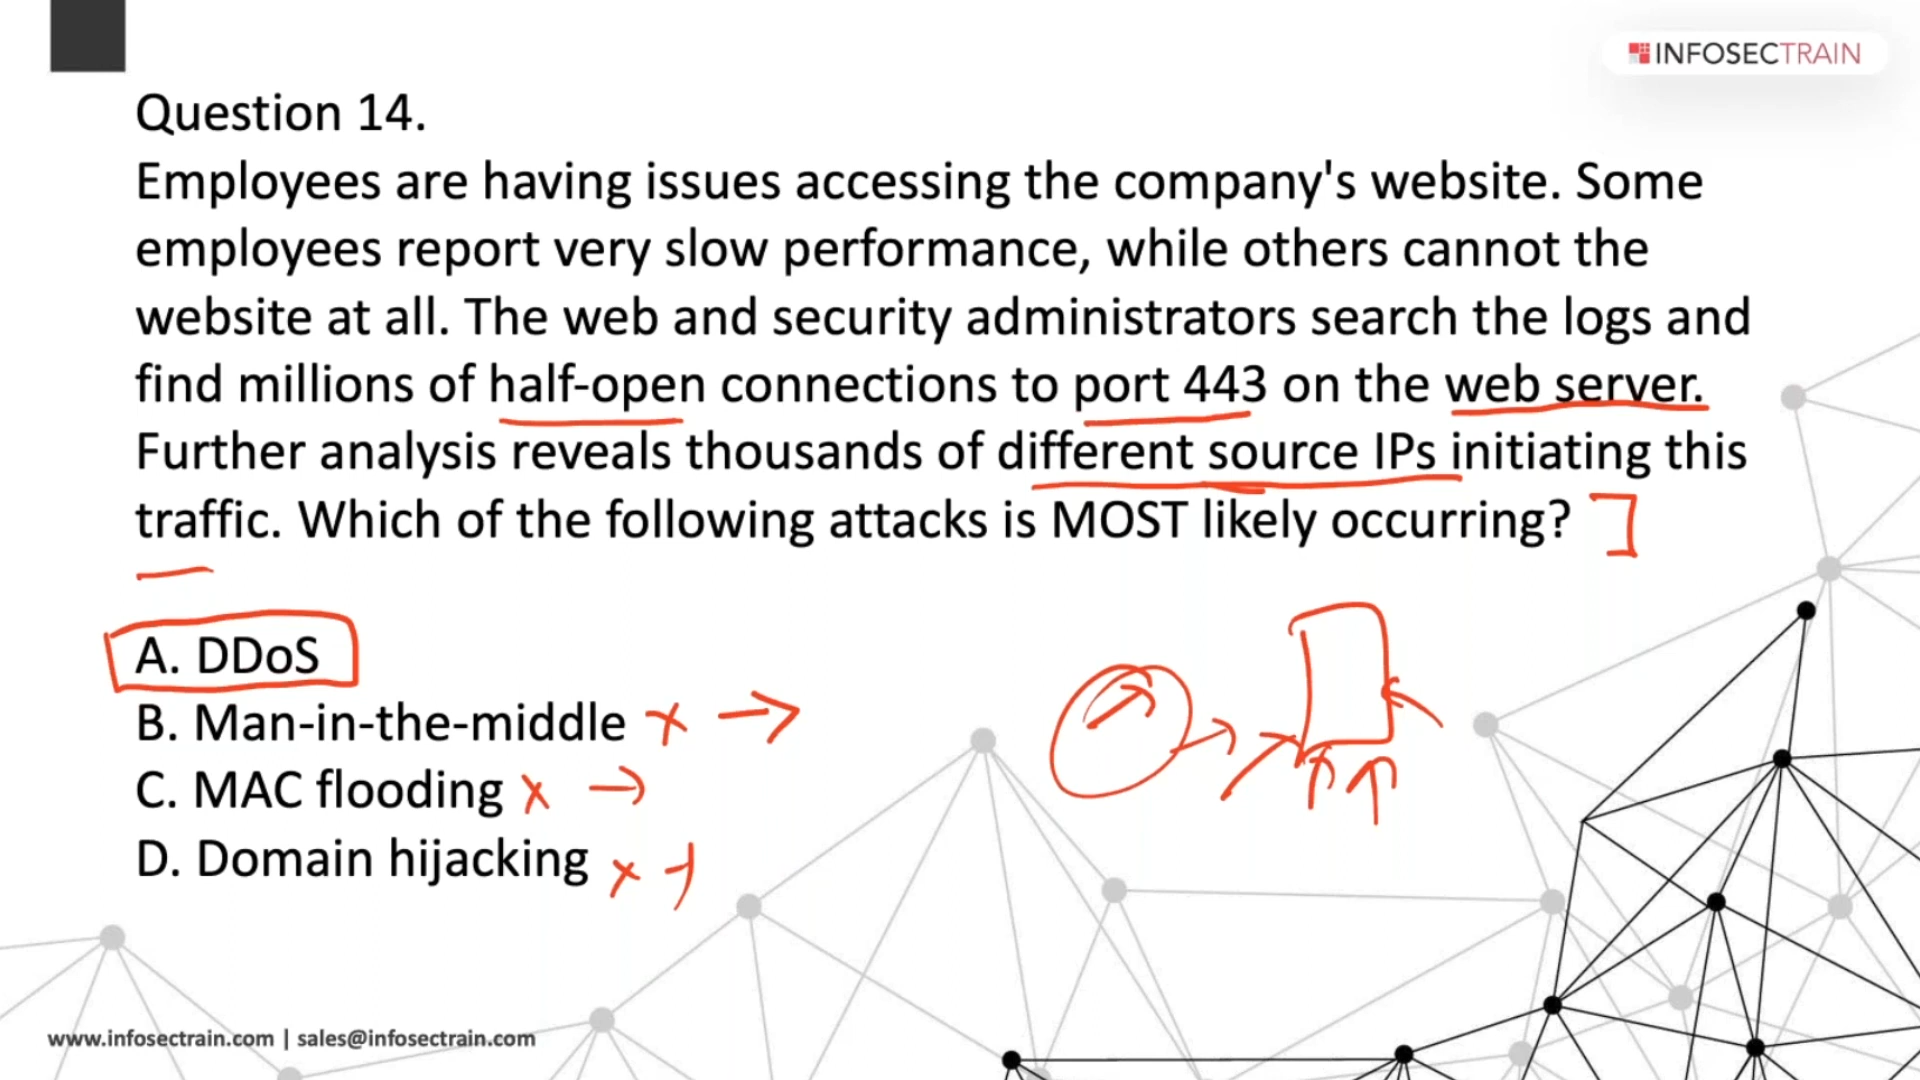 INFOSECTRAIN
Question 14.
Employees are having issues accessing the company's website. Some
employees report very slow performance, while others cannot the
website at all. The web and security administrators search the logs and
find millions of half-open connections to port 443 on the web server.
Further analysis reveals thousands of different source IPs initiating this
traffic. Which of the following attacks is MOST likely occurring?
A. DDoS
B. Man-in-the-middle
C. MAC flooding
D. Domain hijacking
www.infosectrain.com | sales@infosectrain.com